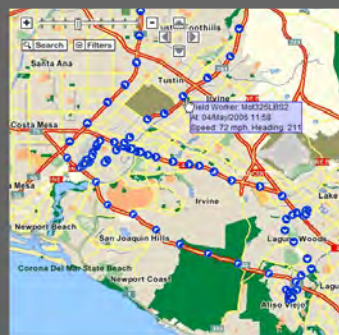 Search
Filters
Foothills
Santa Ana
Tustin
Irvine
Field Worker: Mot325LBS2
At: 04/May/2006 11:58
Speed: 72 mph, Heading: 211
Costa Mesa
Mesa
Irvine
Newport Beach
San Joaquin Hills
Laguna Woods
Corona Del Mar State Beach
Newport Coast
Lagu
Aliso Viejo